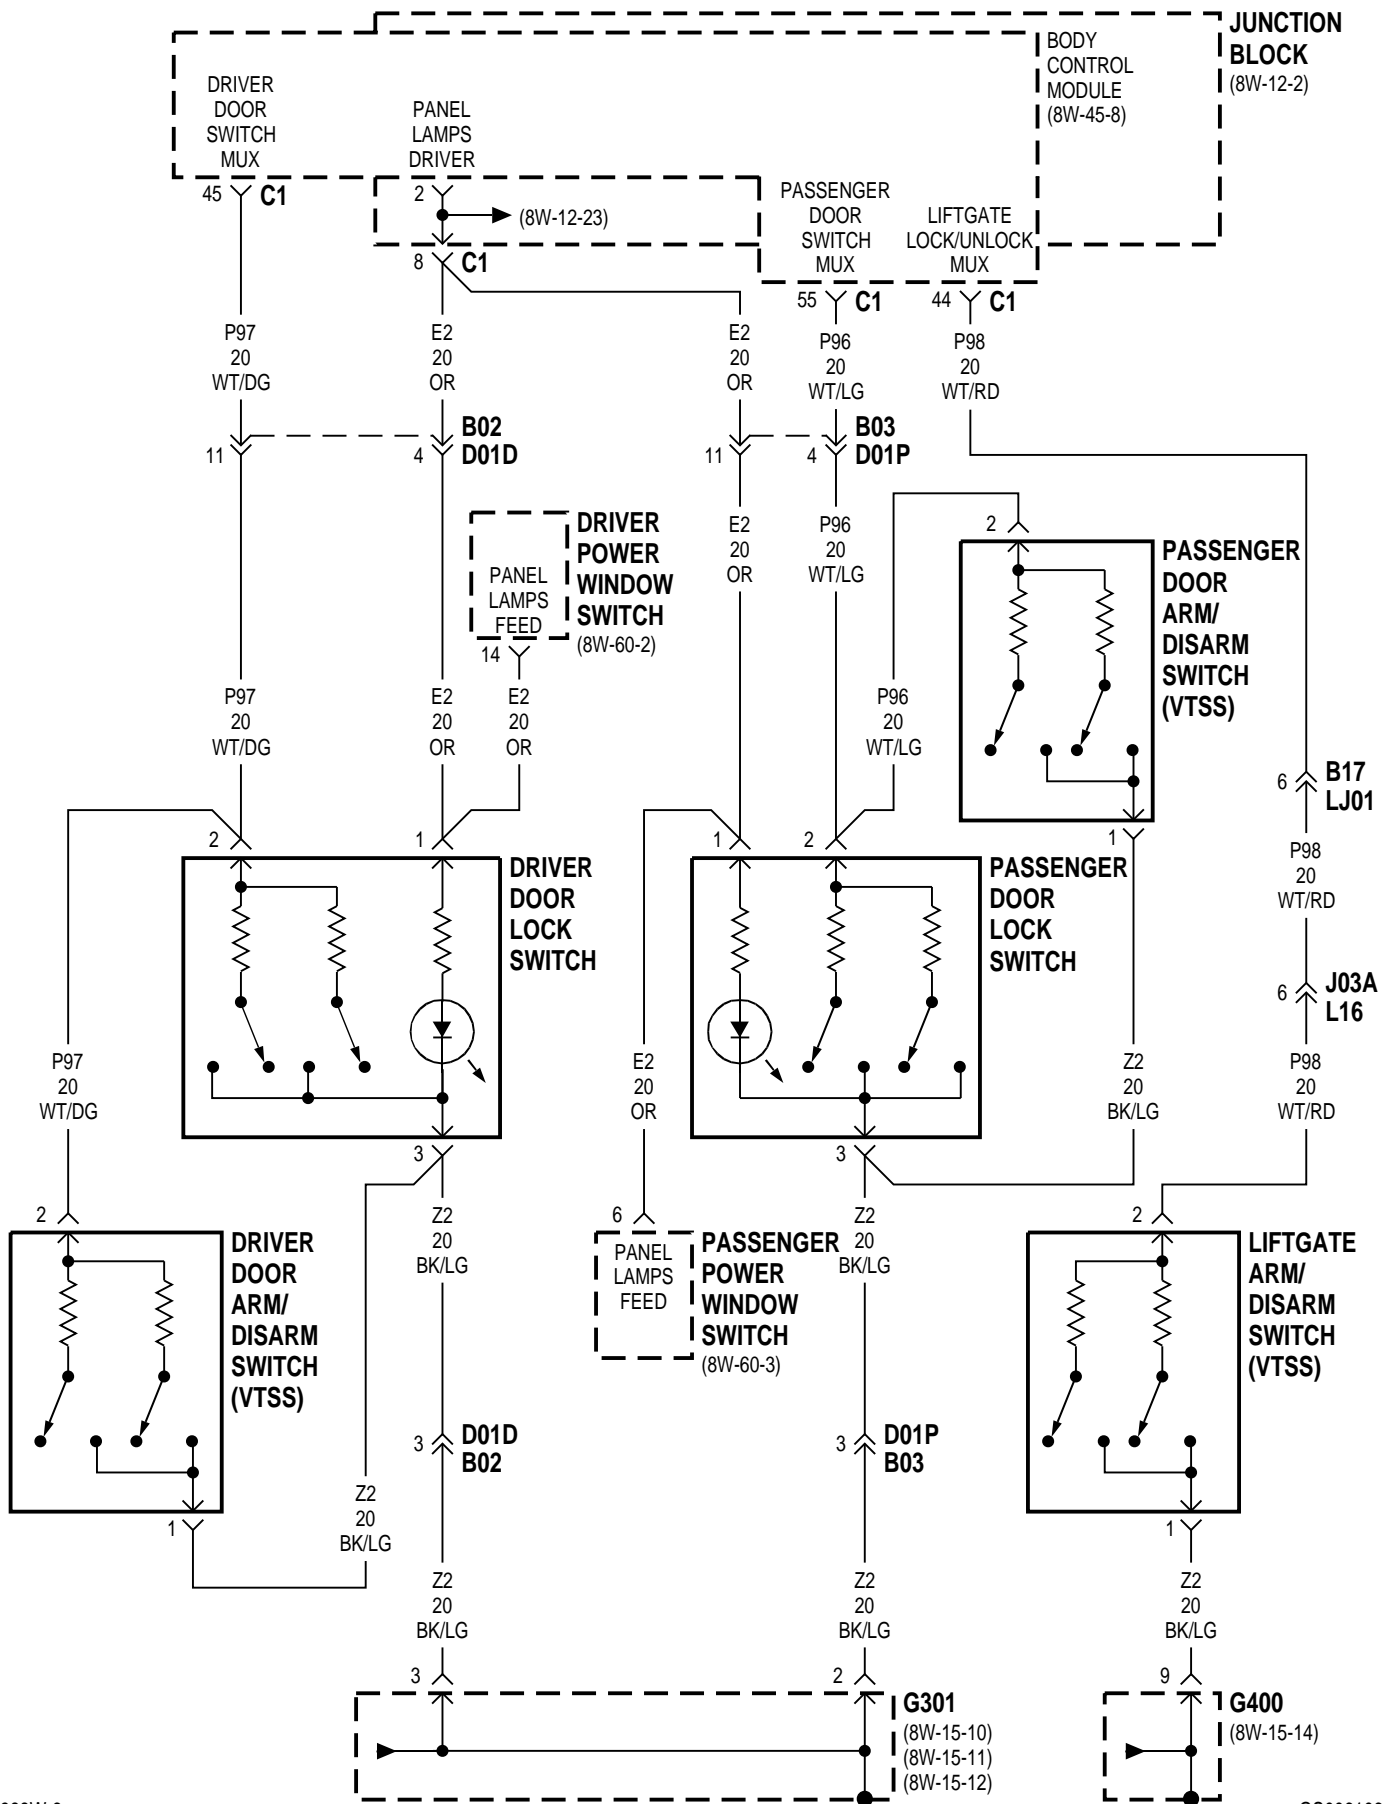 JUNCTION
BLOCK
(8W-12-2)
BODY
CONTROL
MODULE
(8W-45-8)
DRIVER
DOOR
SWITCH
MUX
PANEL
LAMPS
DRIVER
45
C1
2
(8W-12-23)
PASSENGER
DOOR
SWITCH
MUX
LIFTGATE
LOCK/UNLOCK
MUX
8
C1
55
C1
44
C1
P97
20
WT/DG
E2
20
OR
E2
20
OR
P96
20
WT/LG
P98
20
WT/RD
11
4
B02
D01D
11
4
B03
D01P
DRIVER
POWER
WINDOW
SWITCH
(8W-60-2)
PANEL
LAMPS
FEED
14
E2
20
OR
P96
20
WT/LG
2
PASSENGER
DOOR
ARM/
DISARM
SWITCH
(VTSS)
P97
20
WT/DG
E2
20
OR
E2
20
OR
P96
20
WT/LG
6
B17
LJ01
1
2
1
1
2
DRIVER
DOOR
LOCK
SWITCH
PASSENGER
DOOR
LOCK
SWITCH
P98
20
WT/RD
6
J03A
L16
P97
20
WT/DG
E2
20
OR
Z2
20
BK/LG
P98
20
WT/RD
3
3
2
DRIVER
DOOR
ARM/
DISARM
SWITCH
(VTSS)
Z2
20
BK/LG
6
PANEL
LAMPS
FEED
PASSENGER
POWER
WINDOW
SWITCH
(8W-60-3)
Z2
20
BK/LG
2
LIFTGATE
ARM/
DISARM
SWITCH
(VTSS)
3
D01D
B02
3
D01P
B03
1
Z2
20
BK/LG
1
Z2
20
BK/LG
Z2
20
BK/LG
Z2
20
BK/LG
3
2
9
G301
(8W-15-10)
(8W-15-11)
(8W-15-12)
G400
(8W-15-14)